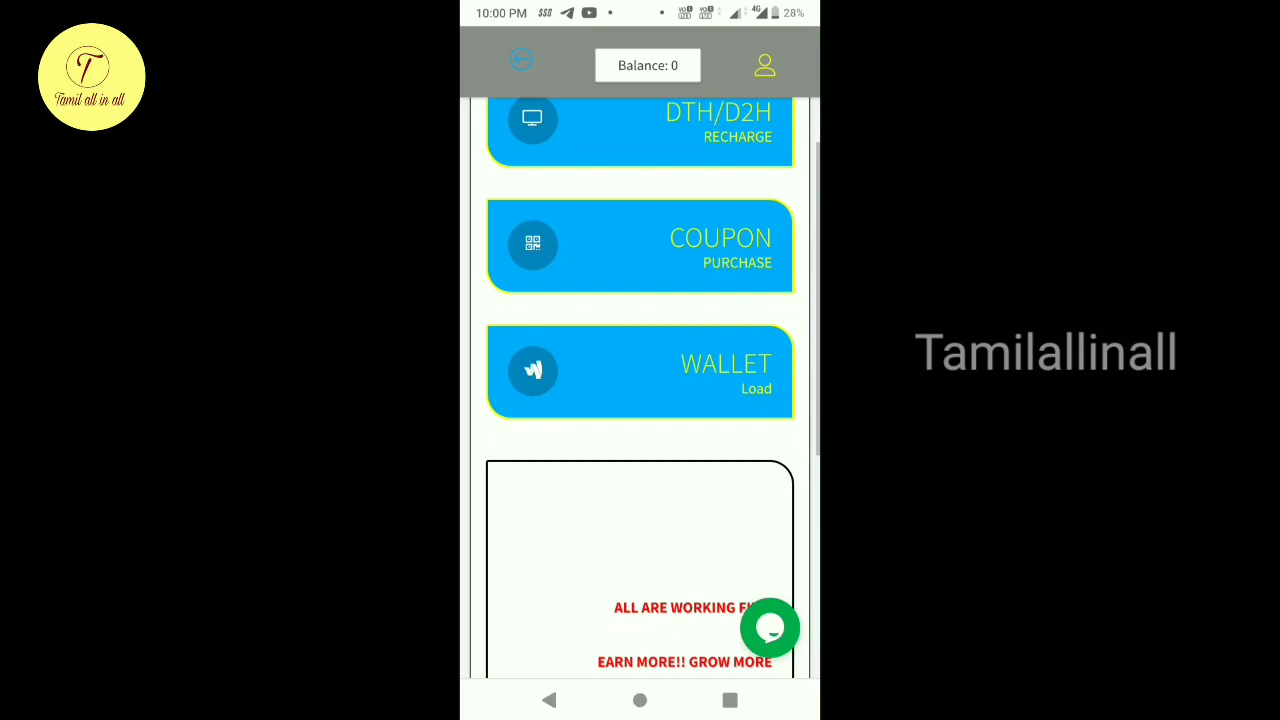 10:00 PM
28%
T
Tamil all in all
Balance: 0
DTH/D2H
RECHARGE
COUPON
PURCHASE
Tamilallinall
WALLET
Load
ALL ARE WORKING
EARN MORE!! GROW MORE